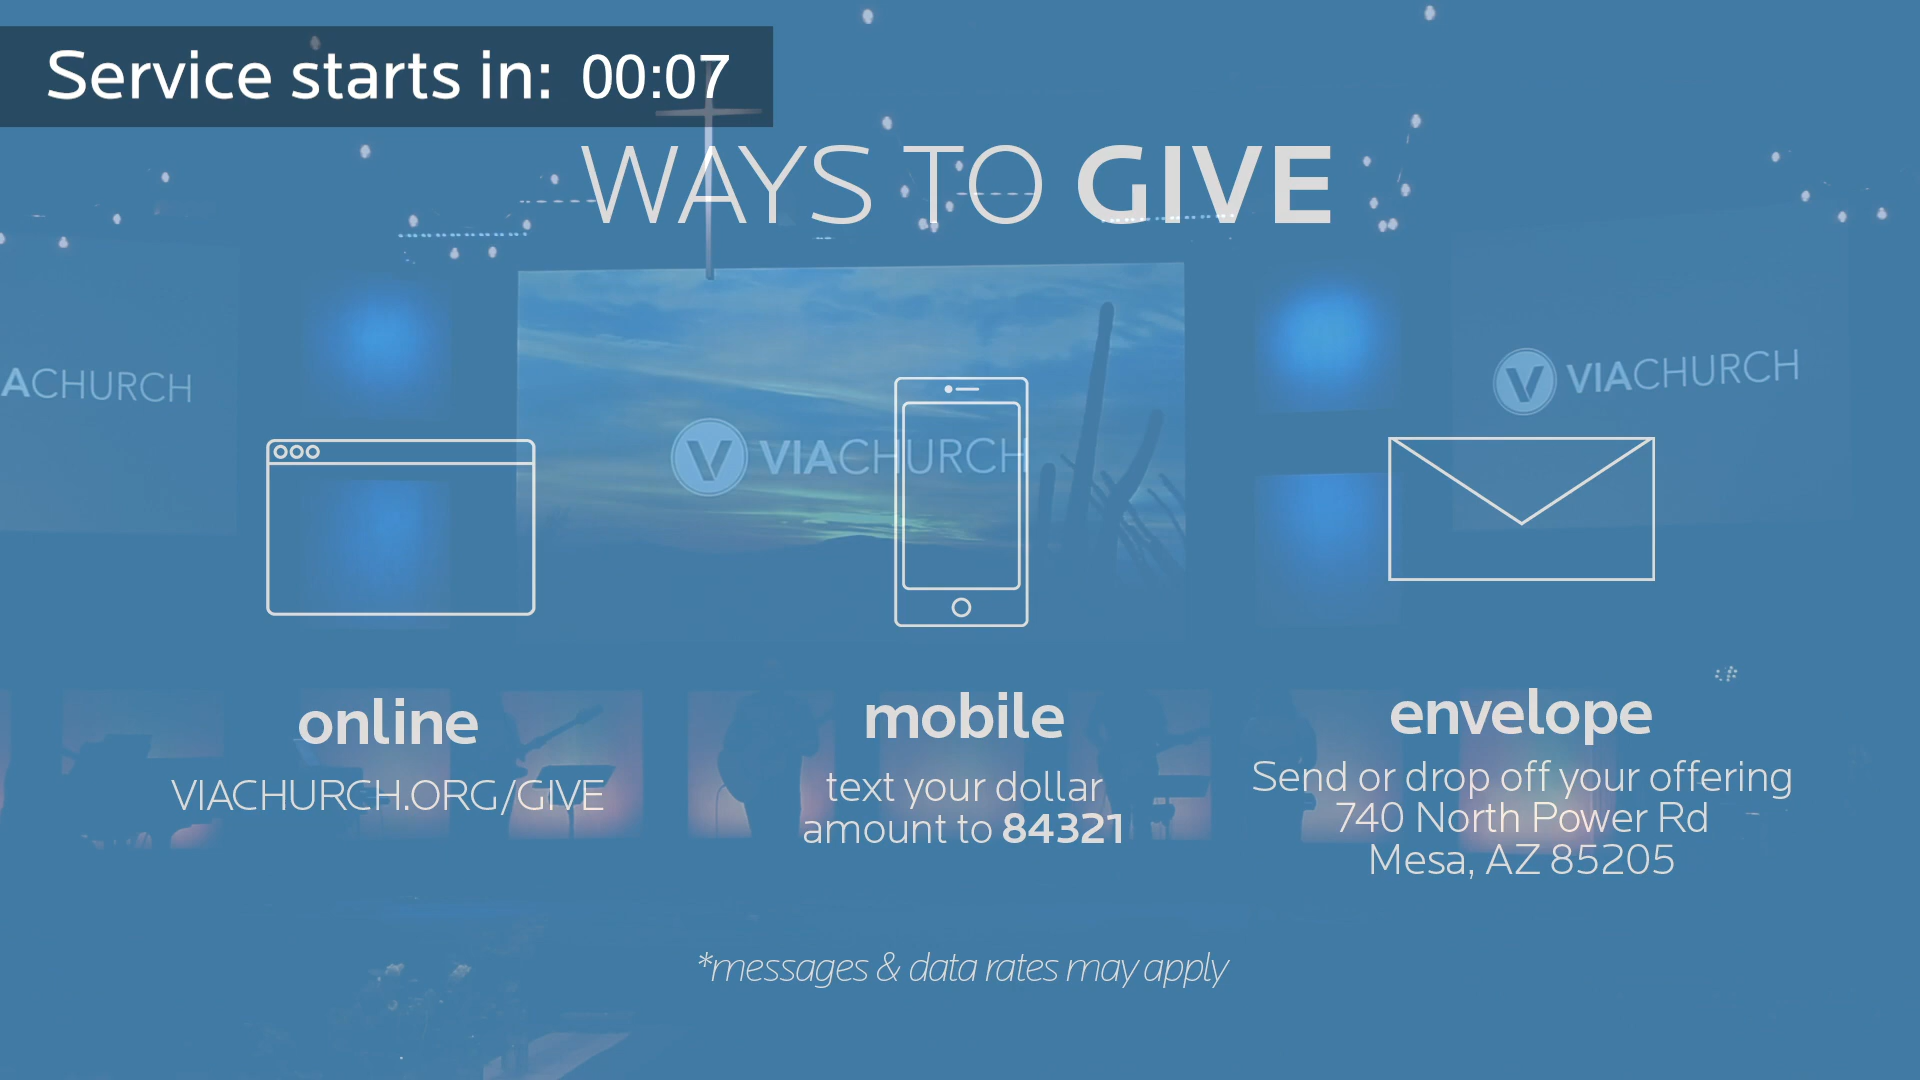 Service starts in: 00:07
WAYS TO GIVE
ACHURCH
V VIACHURCH
V VIACHURCH
online
VIACHURCH.ORG/GIVE
mobile
text your dollar
amount to 84321
envelope
Send or drop off your offering
740 North Power Rd
Mesa, AZ 85205
*messages & data rates may apply